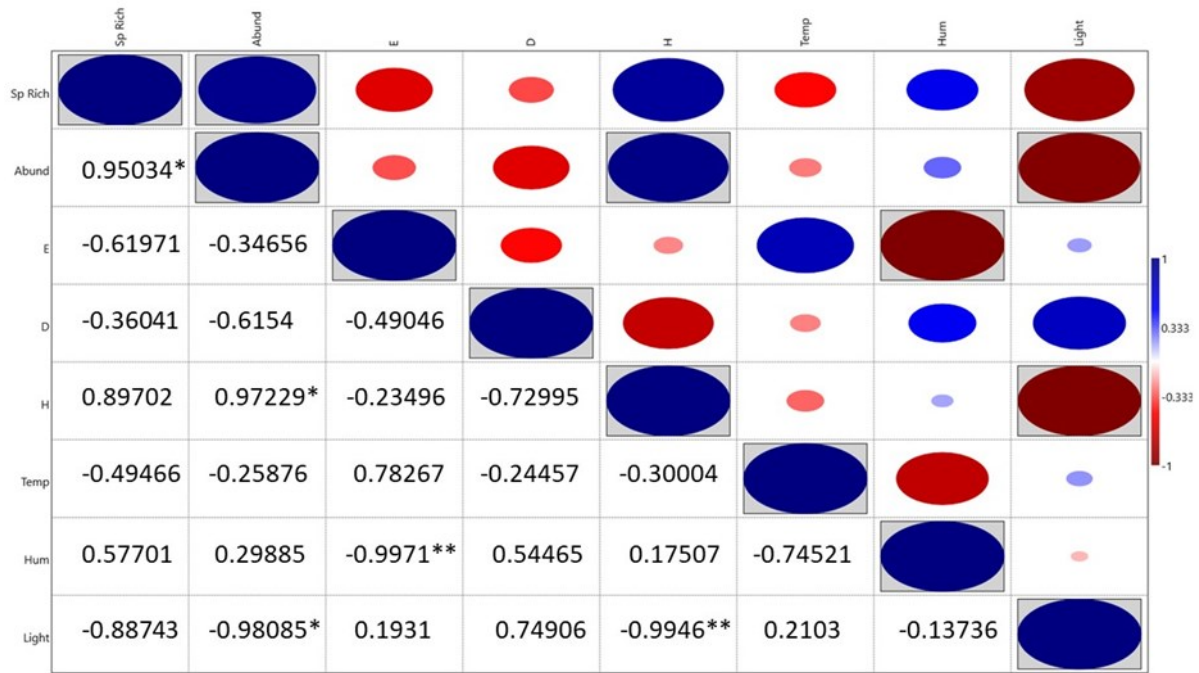 Sp Rich Abund E D H Temp Hum Light
Sp Rich
Abund 0.95034*
E -0.61971 -0.34656
D -0.36041 -0.6154 -0.49046
H 0.89702 0.97229* -0.23496 -0.72995
Temp -0.49466 -0.25876 0.78267 -0.24457 -0.30004
Hum 0.57701 0.29885 -0.9971** 0.54465 0.17507 -0.74521
Light -0.88743 -0.98085* 0.1931 0.74906 -0.9946** 0.2103 -0.13736
1
0.333
-0.333
-1